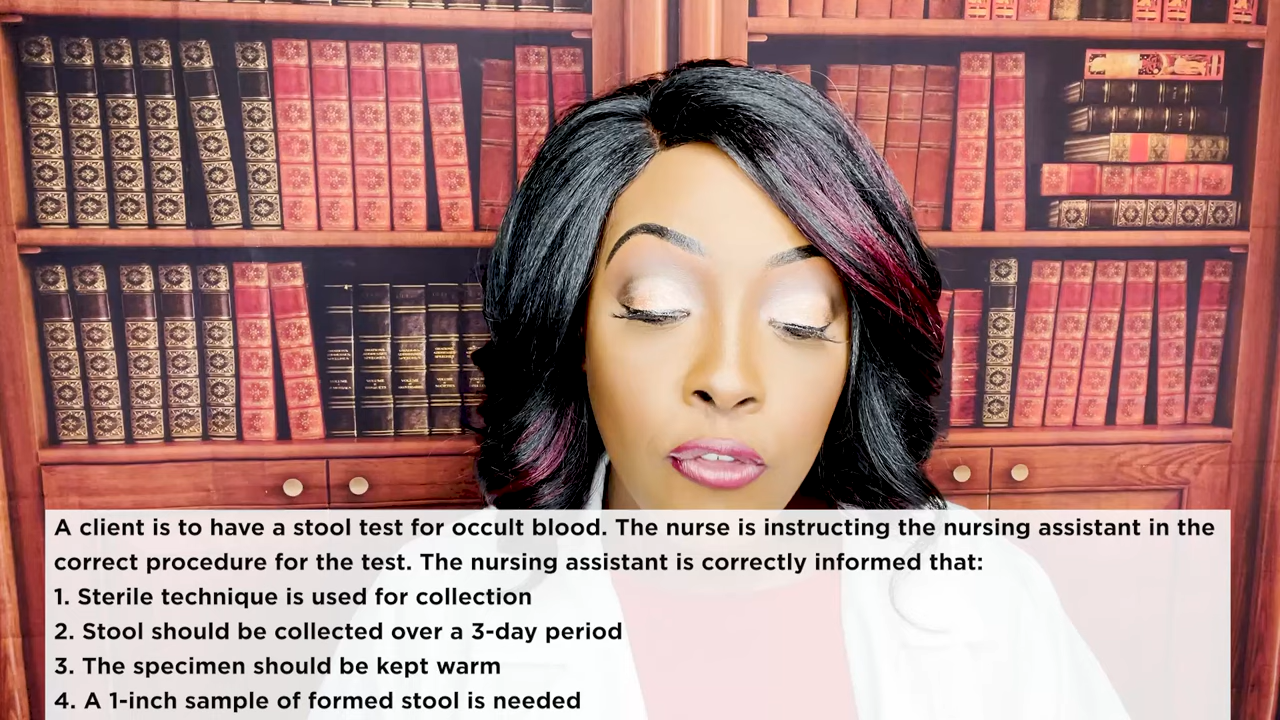 A client is to have a stool test for occult blood. The nurse is instructing the nursing assistant in the
correct procedure for the test. The nursing assistant is correctly informed that:
1. Sterile technique is used for collection
2. Stool should be collected over a 3-day period
3. The specimen should be kept warm
4. A 1-inch sample of formed stool is needed